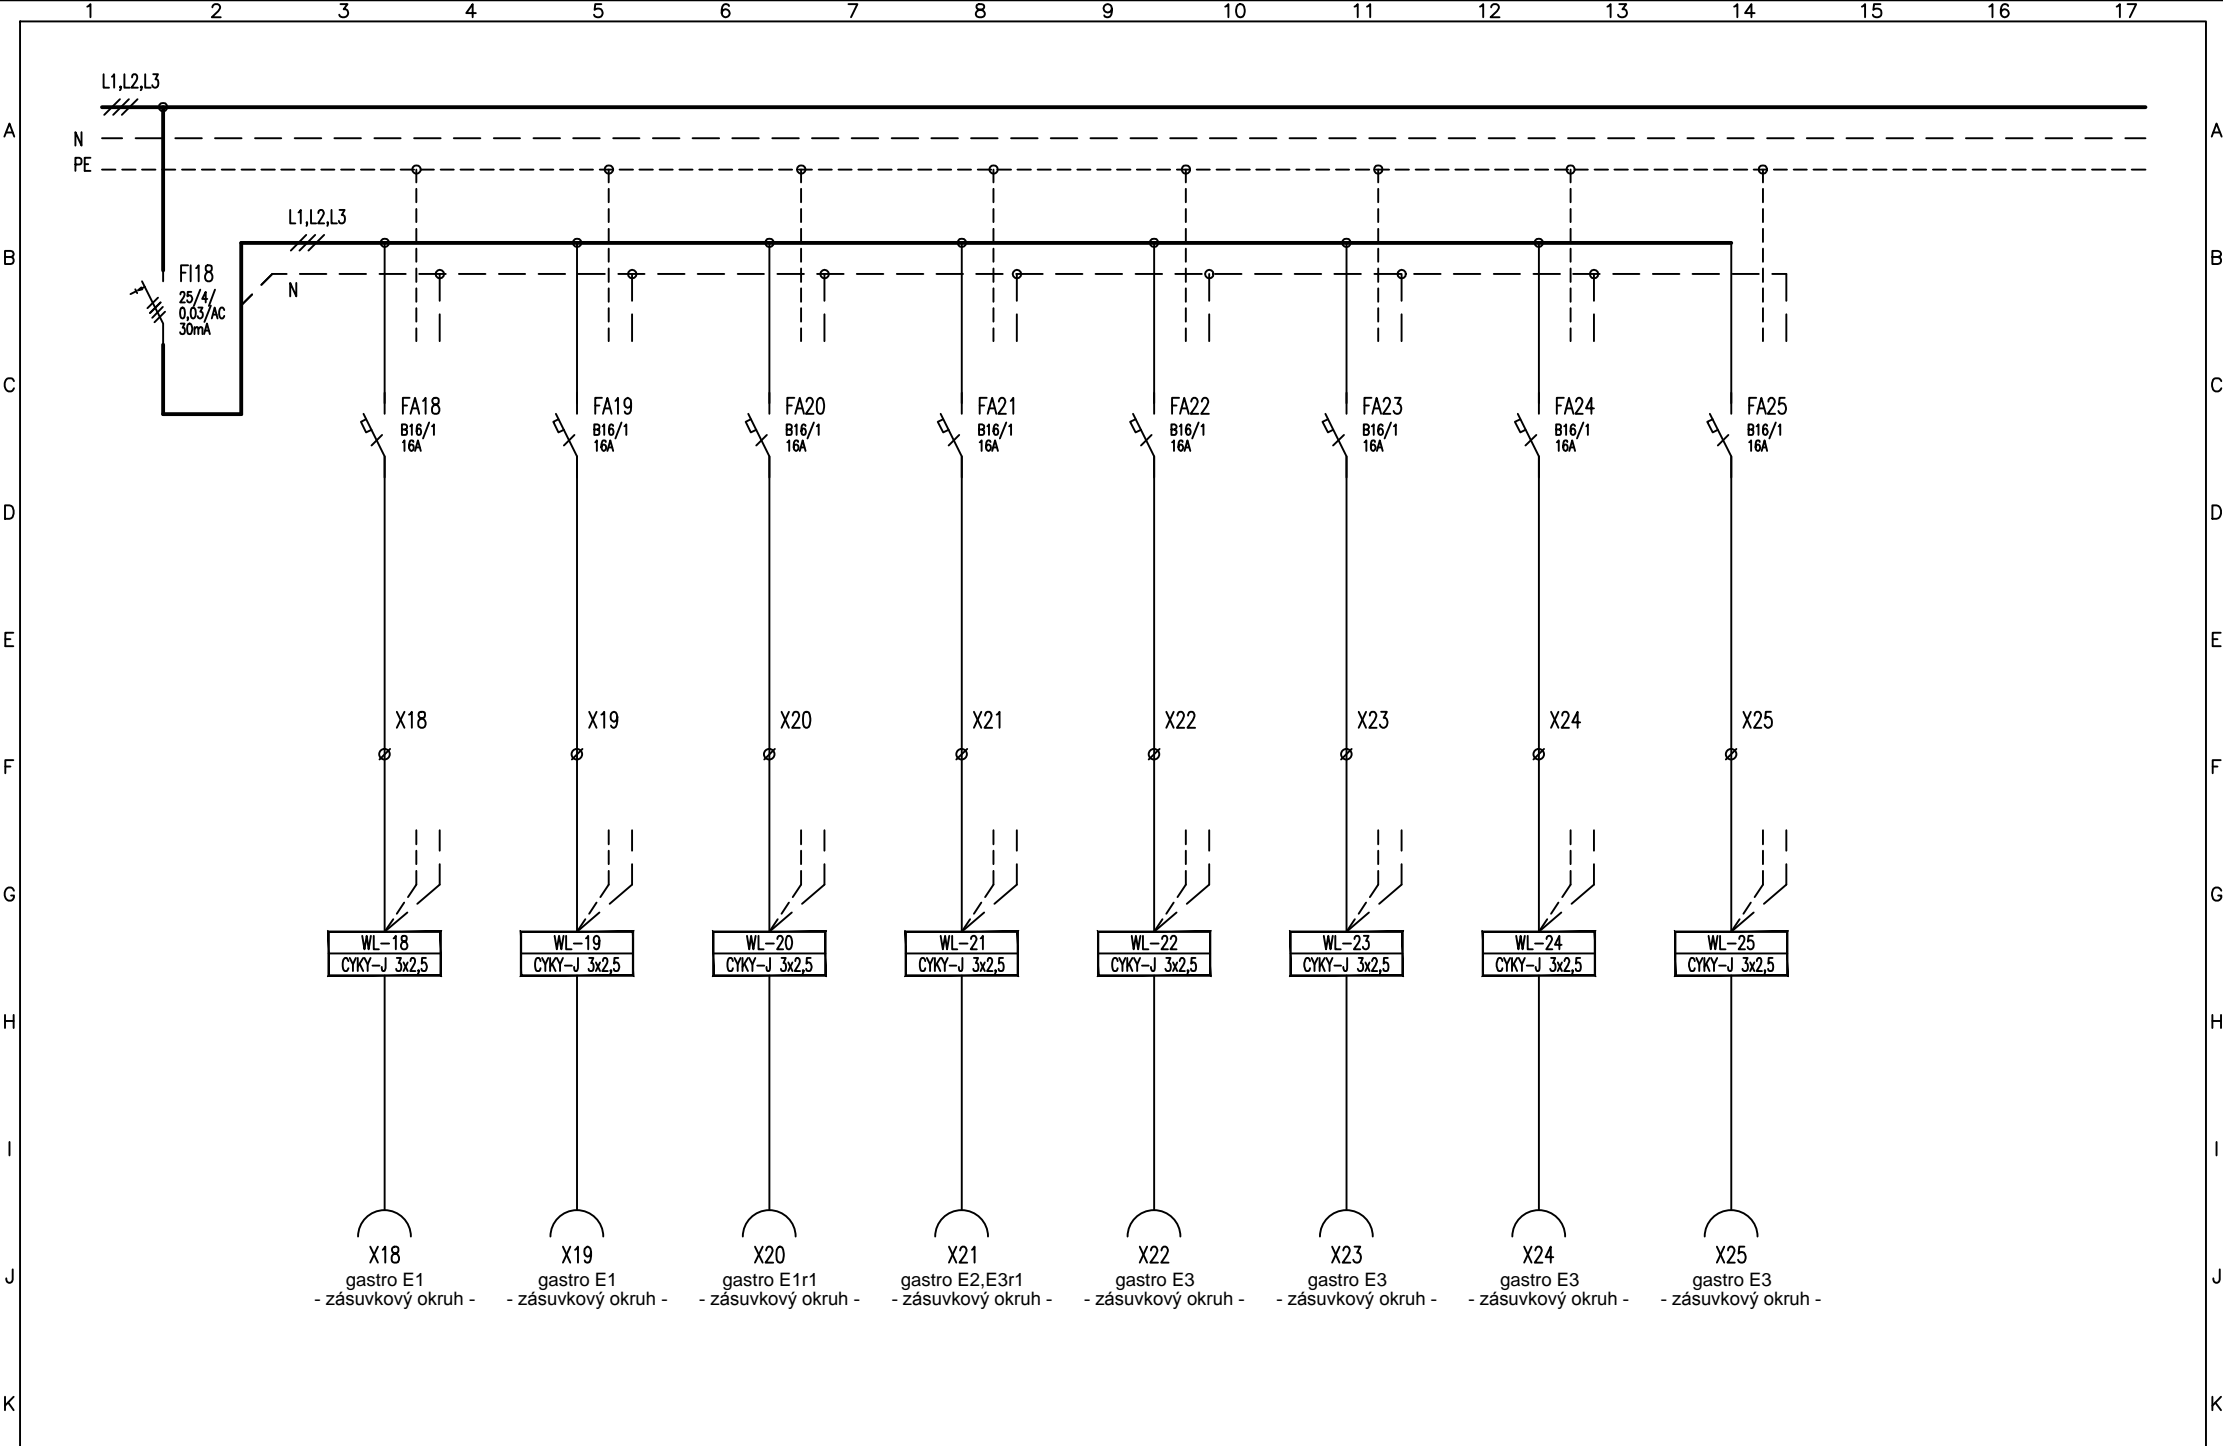 1 2 3 4 5 6 7 8 9 10 11 12 13 14 15 16 17
L1,L2,L3
A A
N
PE
L1,L2,L3
B B
FI18
N
25/4/
0,03/AC
30mA
C C
FA18 FA19 FA20 FA21 FA22 FA23 FA24 FA25
B16/1 B16/1 B16/1 B16/1 B16/1 B16/1 B16/1 B16/1
16A 16A 16A 16A 16A 16A 16A 16A
D D
E E
X18 X19 X20 X21 X22 X23 X24 X25
F F
G G
WL-18 WL-19 WL-20 WL-21 WL-22 WL-23 WL-24 WL-25
CYKY-J 3x2,5 CYKY-J 3x2,5 CYKY-J 3x2,5 CYKY-J 3x2,5 CYKY-J 3x2,5 CYKY-J 3x2,5 CYKY-J 3x2,5 CYKY-J 3x2,5
H H
I I
X18 X19 X20 X21 X22 X23 X24 X25
J gastro E1 gastro E1 gastro E1r1 gastro E2,E3r1 gastro E3 gastro E3 gastro E3 gastro E3 J
- zásuvkový okruh - - zásuvkový okruh - - zásuvkový okruh - - zásuvkový okruh - - zásuvkový okruh - - zásuvkový okruh - - zásuvkový okruh - - zásuvkový okruh -
K K